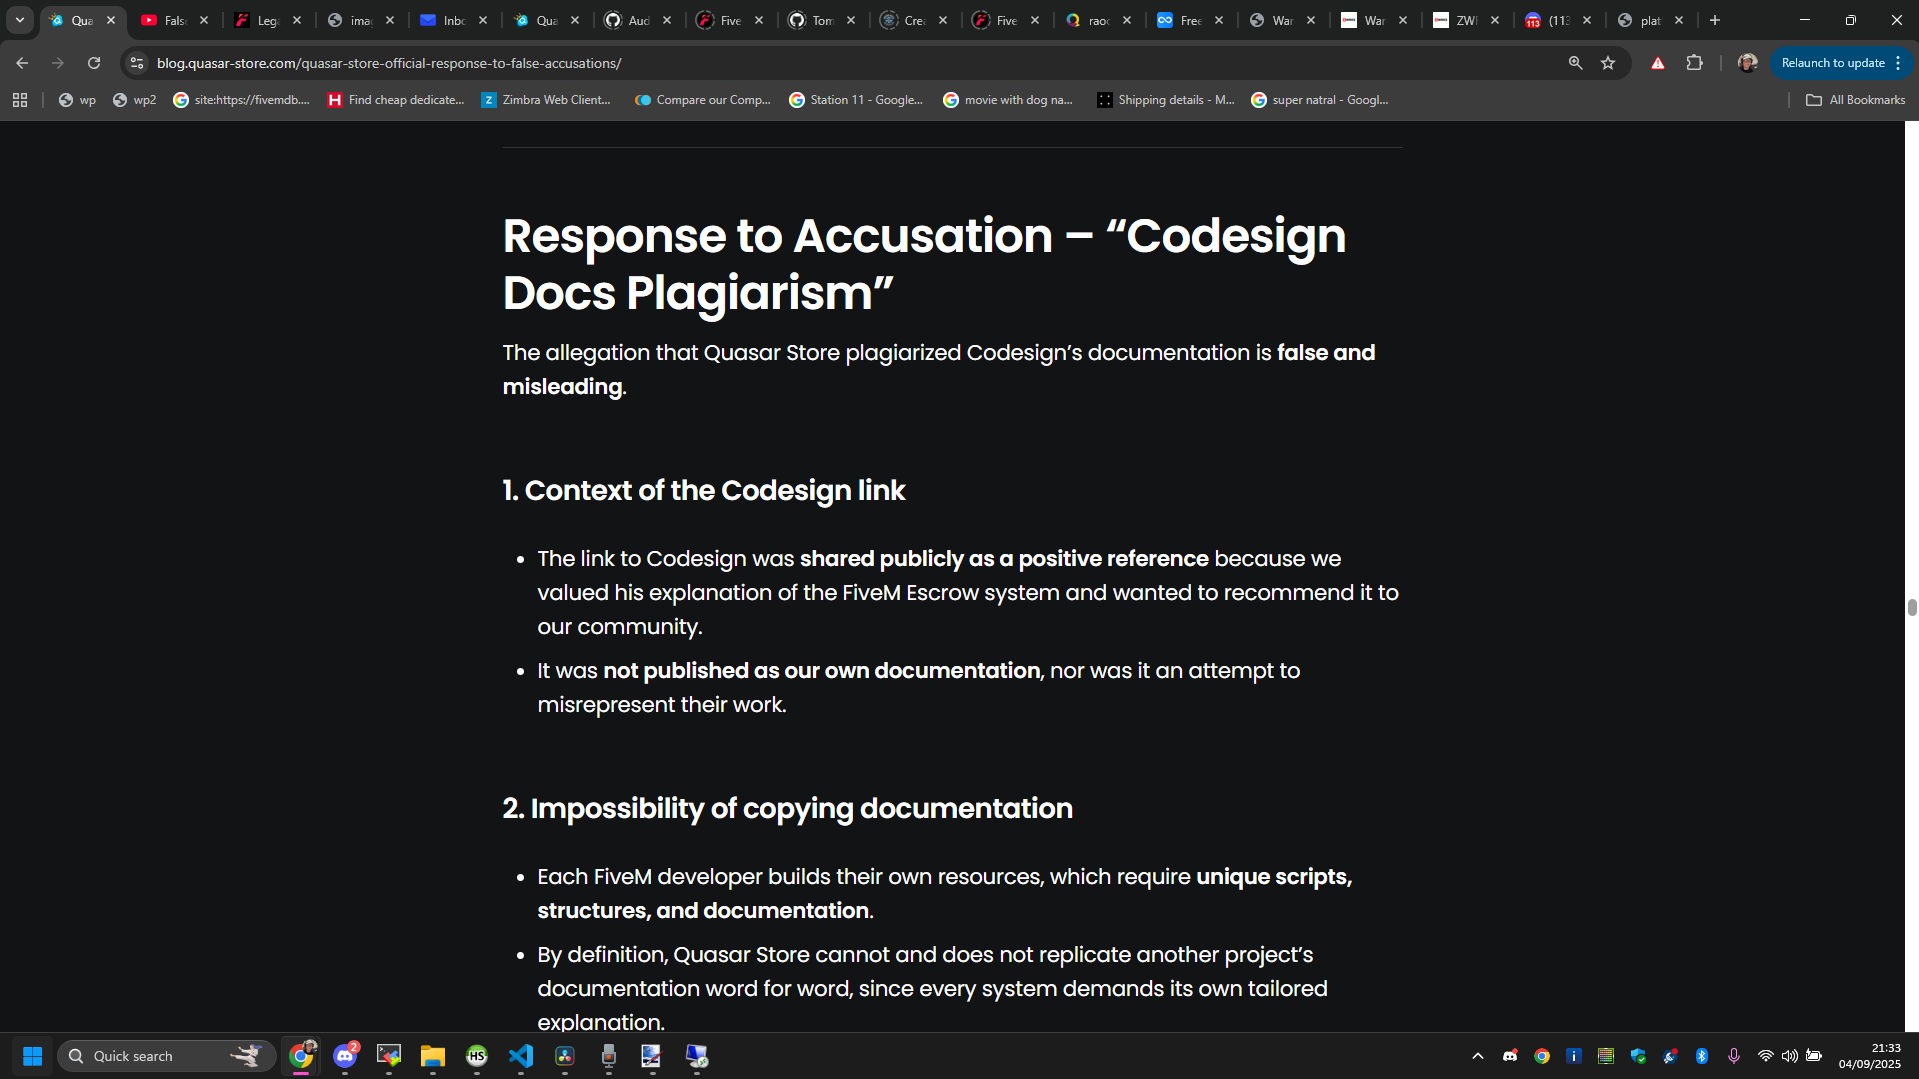 Qua
Fals
Lega
imag
Inbo
Qua
Aud
Five
Tom
Crea
Five
raoc
Free
War
War
ZWI
113
(113
plat
blog.quasar-store.com/quasar-store-official-response-to-false-accusations/
Relaunch to update
wp
wp2
site:https://fivemdb....
H
Find cheap dedicate...
Z
Zimbra Web Client...
Compare our Comp...
Station 11 - Google...
movie with dog na...
Shipping details - M...
super natral - Googl...
All Bookmarks
Response to Accusation – “Codesign
Docs Plagiarism”
The allegation that Quasar Store plagiarized Codesign’s documentation is false and
misleading.
1. Context of the Codesign link
• The link to Codesign was shared publicly as a positive reference because we
valued his explanation of the FiveM Escrow system and wanted to recommend it to
our community.
• It was not published as our own documentation, nor was it an attempt to
misrepresent their work.
2. Impossibility of copying documentation
• Each FiveM developer builds their own resources, which require unique scripts,
structures, and documentation.
• By definition, Quasar Store cannot and does not replicate another project’s
documentation word for word, since every system demands its own tailored
explanation.
Quick search
2
HS
21:33
04/09/2025